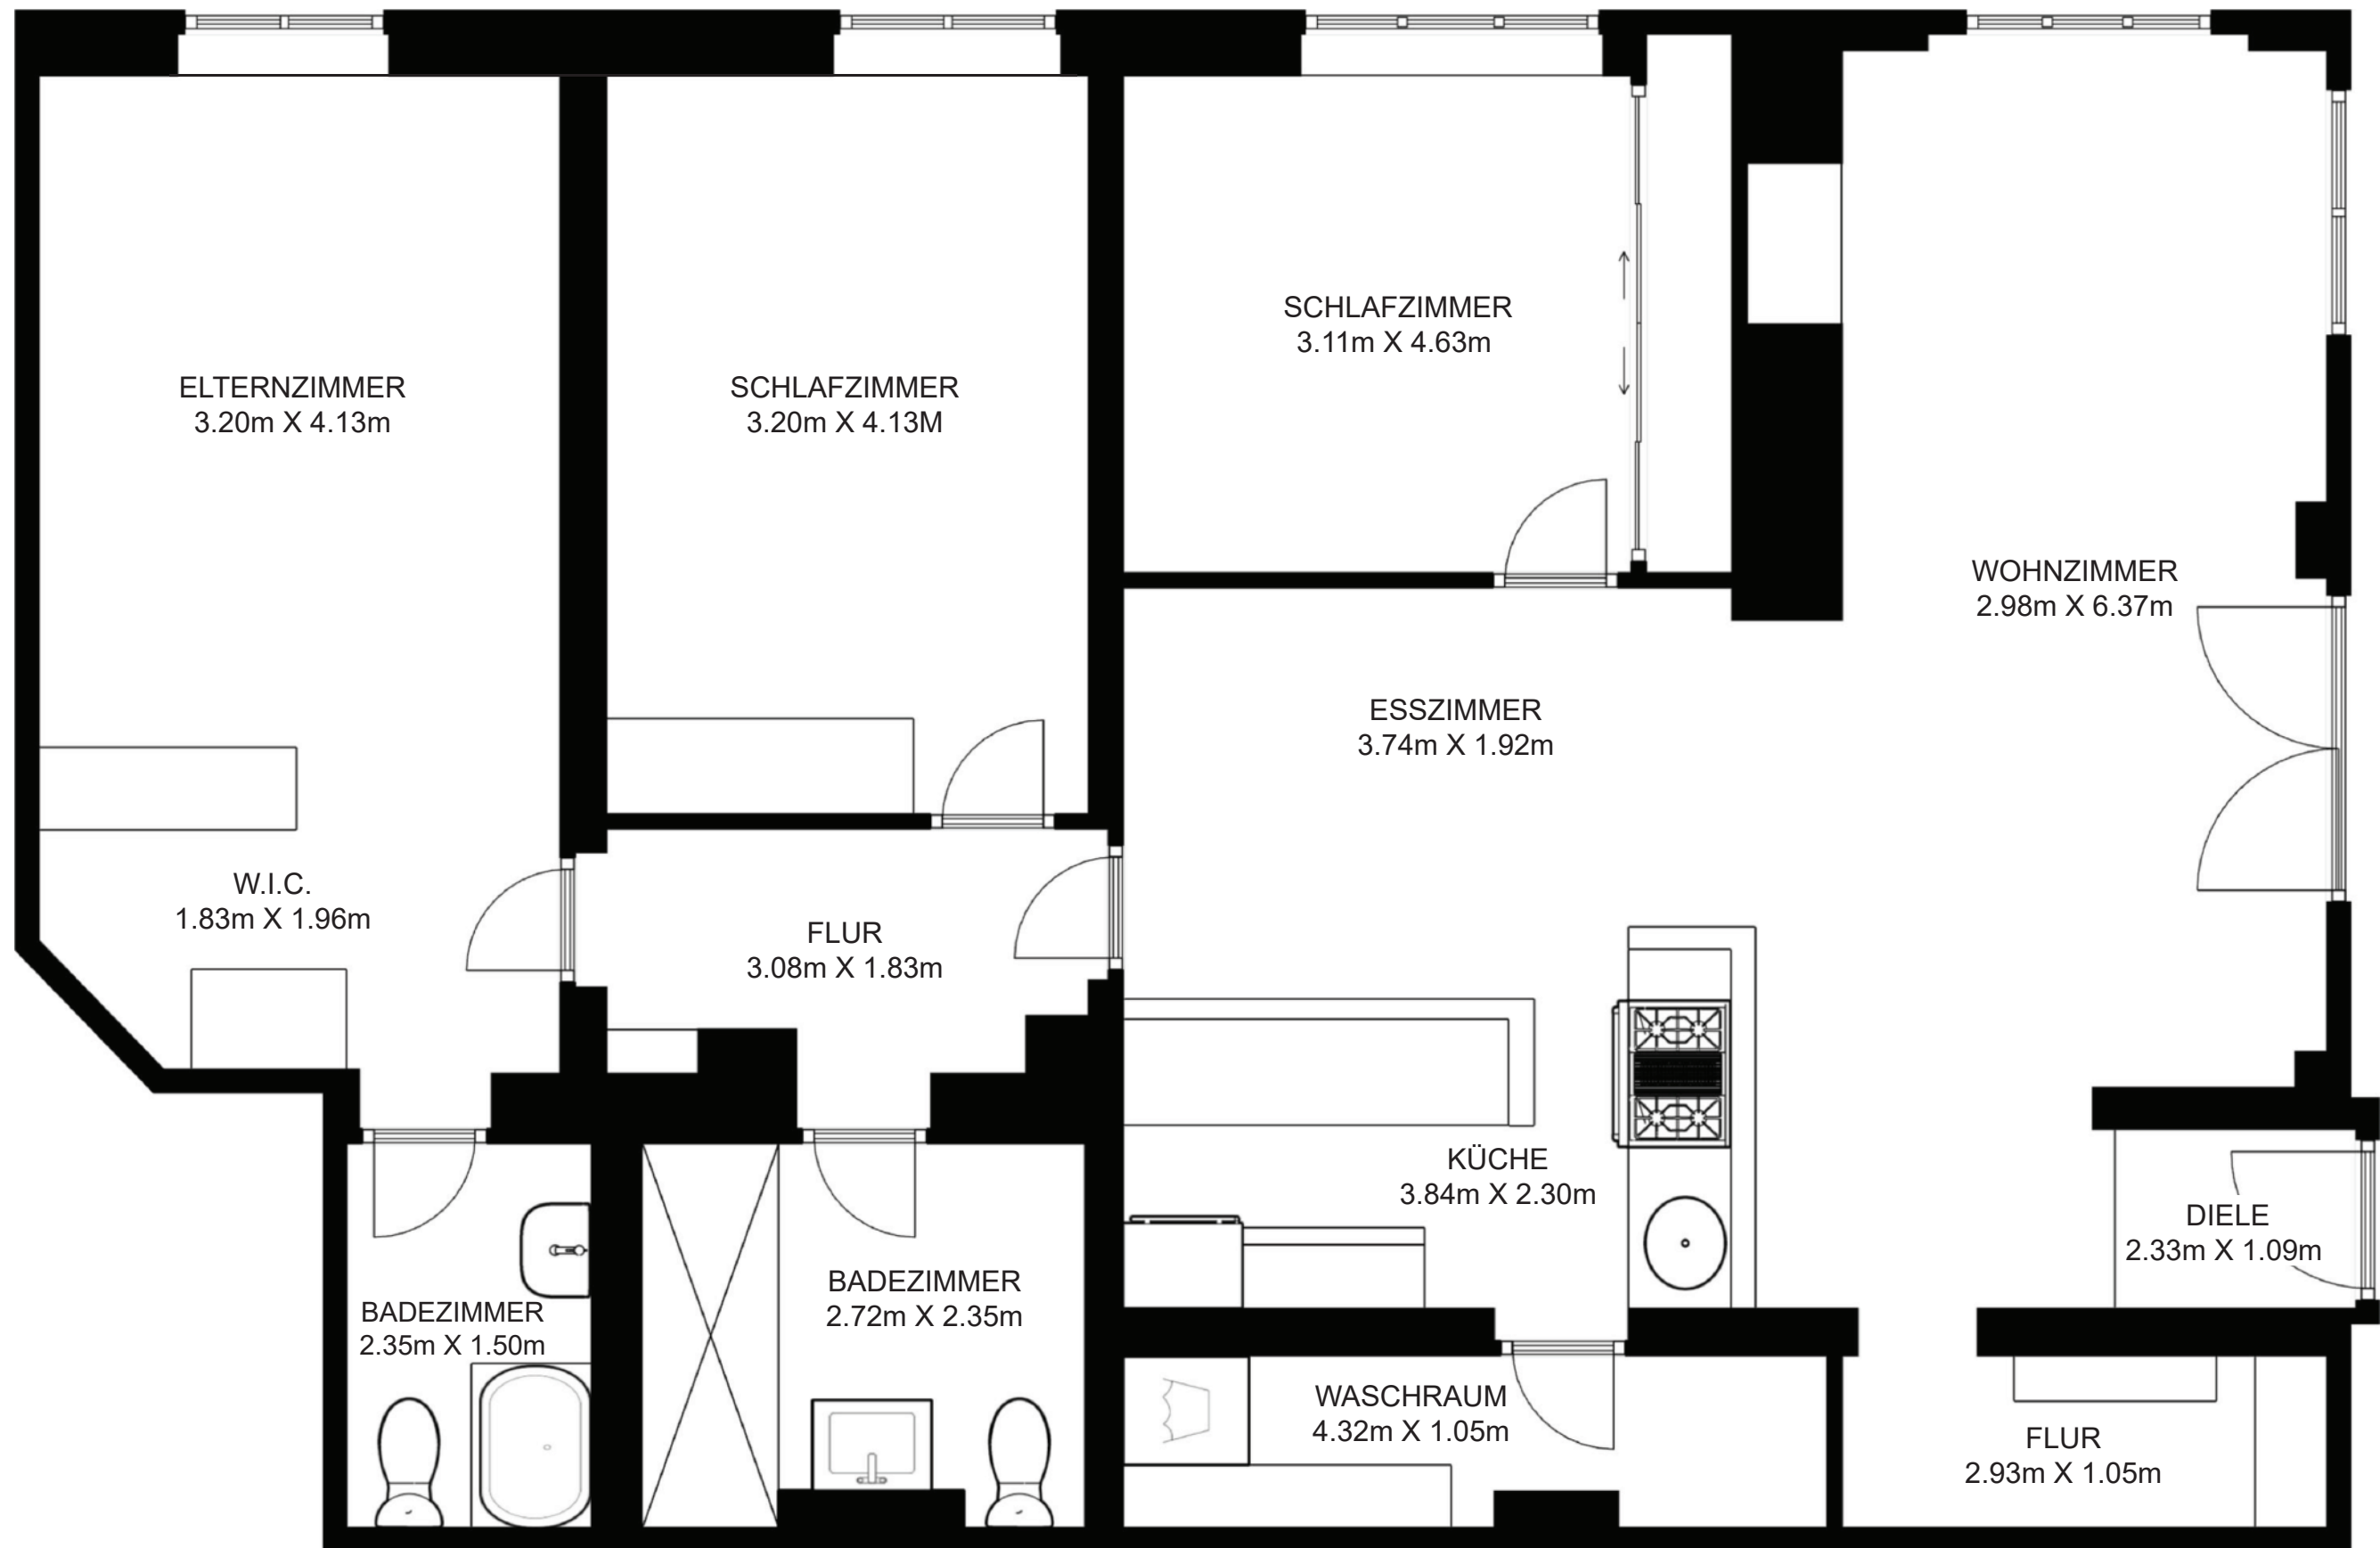 ELTERNZIMMER
3.20m X 4.13m
SCHLAFZIMMER
3.20m X 4.13M
SCHLAFZIMMER
3.11m X 4.63m
WOHNZIMMER
2.98m X 6.37m
ESSZIMMER
3.74m X 1.92m
W.I.C.
1.83m X 1.96m
FLUR
3.08m X 1.83m
KÜCHE
3.84m X 2.30m
DIELE
2.33m X 1.09m
BADEZIMMER
2.35m X 1.50m
BADEZIMMER
2.72m X 2.35m
WASCHRAUM
4.32m X 1.05m
FLUR
2.93m X 1.05m